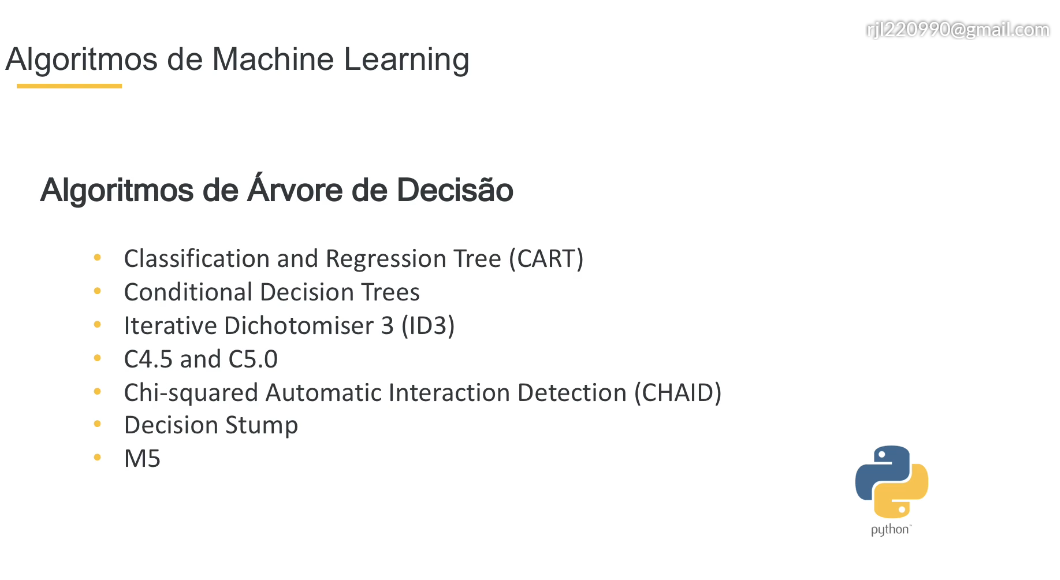 rjl220990@gmail.com
Algoritmos de Machine Learning
Algoritmos de Árvore de Decisão
• Classification and Regression Tree (CART)
• Conditional Decision Trees
• Iterative Dichotomiser 3 (ID3)
• C4.5 and C5.0
• Chi-squared Automatic Interaction Detection (CHAID)
• Decision Stump
• M5
python